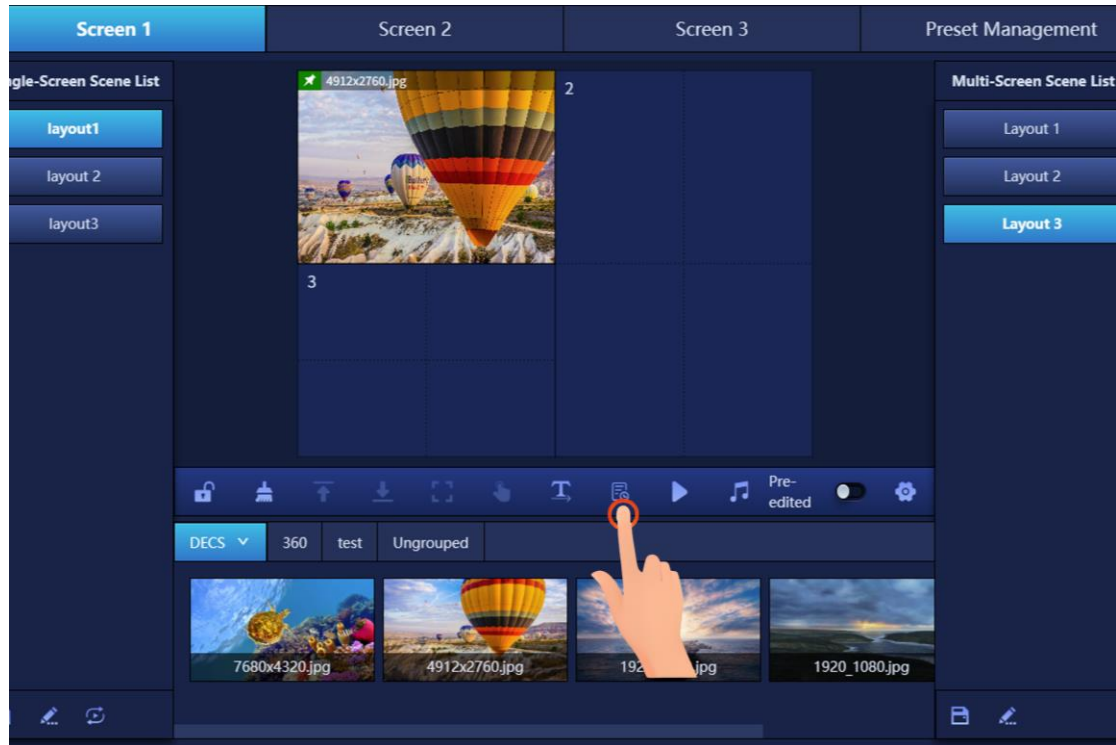 Screen 1
Screen 2
Screen 3
Preset Management
gle-Screen Scene List
layout1
layout 2
layout3
4912x2760.jpg
2
3
Multi-Screen Scene List
Layout 1
Layout 2
Layout 3
Pre-
edited
DECS
360
test
Ungrouped
7680x4320.jpg
4912x2760.jpg
192 .jpg
1920_1080.jpg